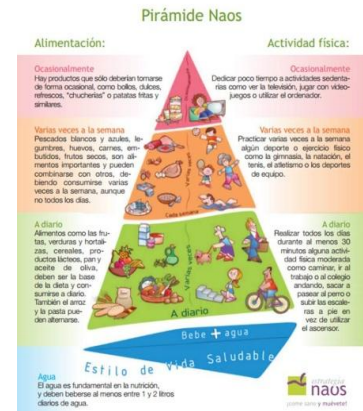 Pirámide Naos
Alimentación:
Ocasionalmente
Hay productos que sólo deberían tomarse
de forma ocasional, como bollos, dulces,
refrescos, "chucherías" o patatas fritas y
similares.
Varias veces a la semana
Pescados blancos y azules, le-
gumbres, huevos, carnes, em-
butidos, frutos secos, son ali-
mentos importantes y pueden
combinarse con otros, de-
biendo consumirse varias
veces a la semana, aunque
no todos los días.
A diario
Alimentos como las fru-
tas, verduras y hortali-
zas, cereales, pro-
ductos lácteos, pan y
aceite de oliva,
deben ser la base
de la dieta y con-
sumirse a diario.
También el arroz
y la pasta pue-
den alternarse.
Agua
El agua es fundamental en la nutrición,
y deben beberse al menos entre 1 y 2 litros
diarios de agua.
Actividad física:
Ocasionalmente
Dedicar poco tiempo a actividades sedenta-
rias como ver la televisión, jugar con video-
juegos o utilizar el ordenador.
Varias veces a la semana
Practicar varias veces a la semana
algún deporte o ejercicio físico
como la gimnasia, la natación, el
tenis, el atletismo o los deportes
de equipo.
A diario
Realizar todos los días
durante al menos 30
minutos alguna activi-
dad física moderada
como caminar, ir al
trabajo o al colegio
andando, sacar a
pasear al perro o
subir las escale-
ras a pie en
vez de utilizar
el ascensor.
Cada semana
Varias veces
A diario
Bebe + agua
Estilo de Vida Saludable
estrategia
naos
¡come sano y muévete!